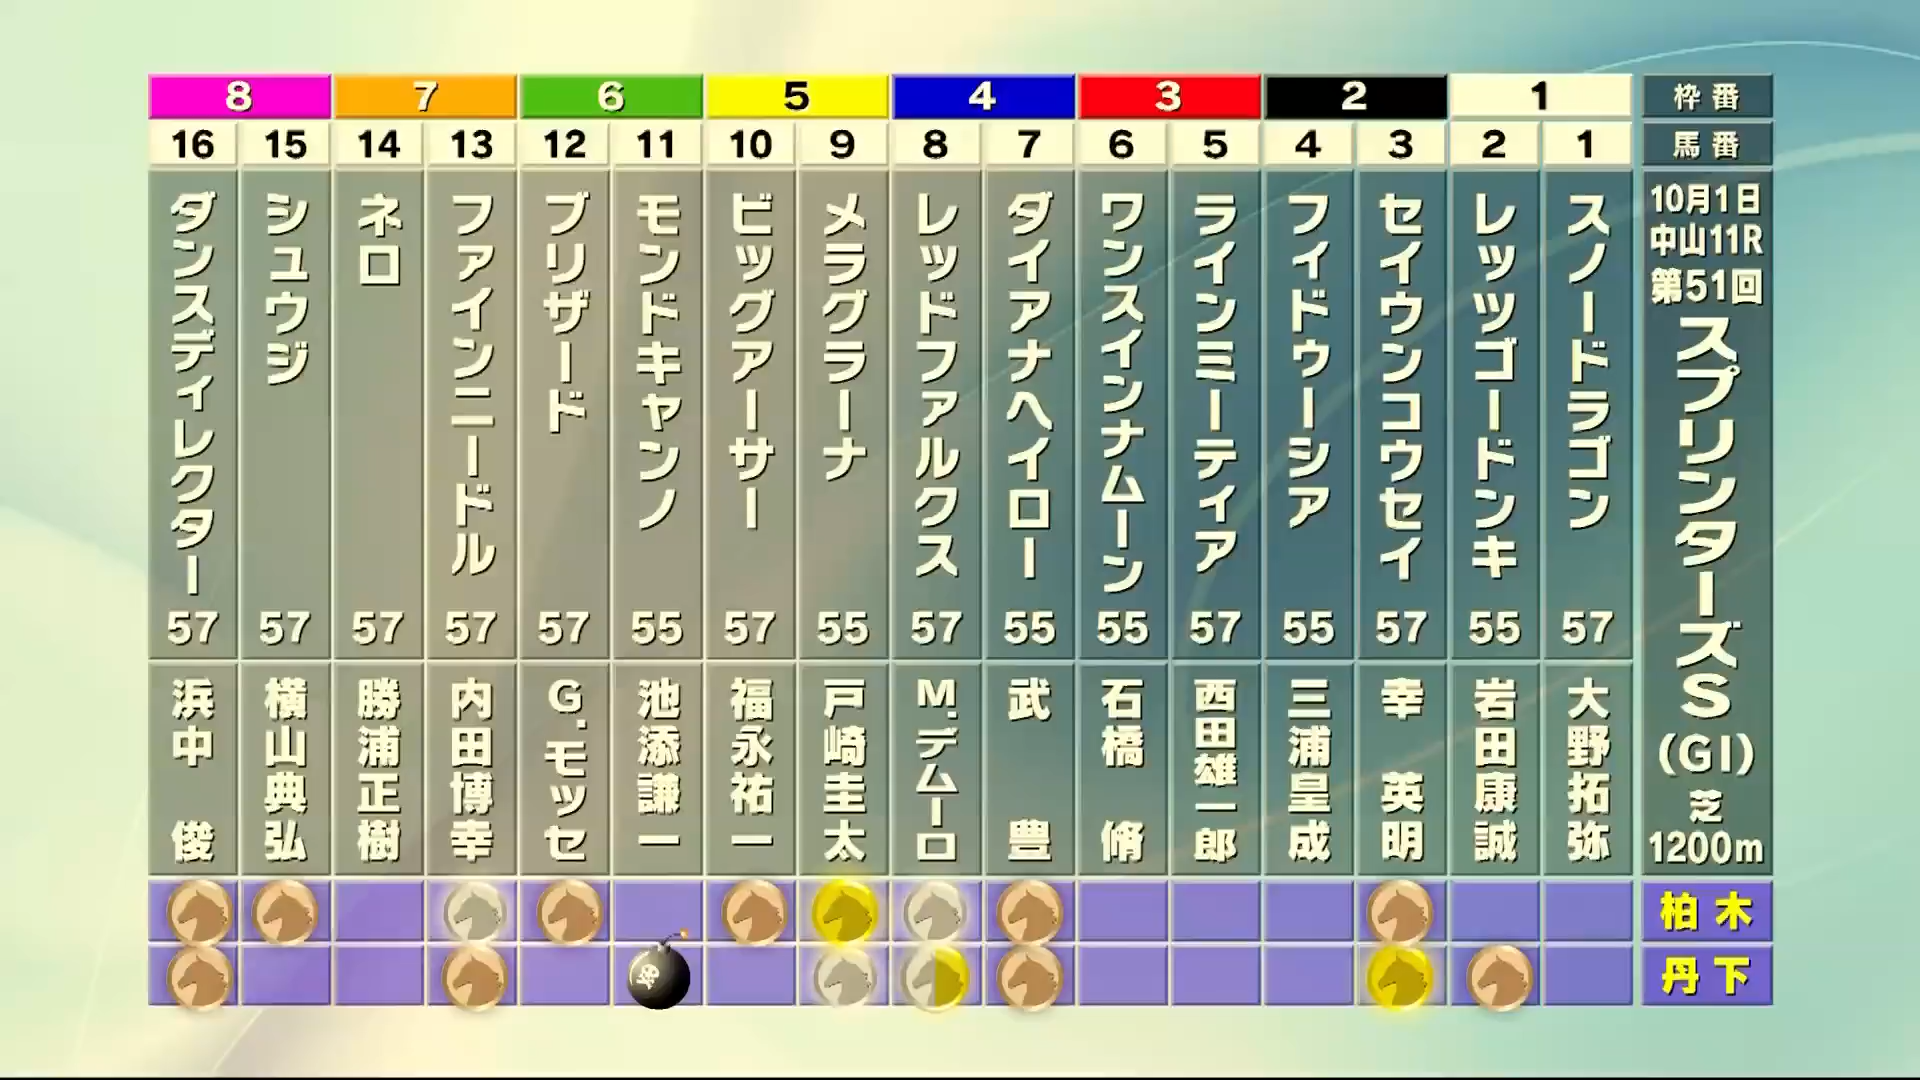 枠番
馬番
10月1日
中山11R
第51回
スプリンターズS
(GI)
芝
1200m
柏木
丹下
1
1
スノードラゴン
57
大野拓弥
2
レッツゴードンキ
55
岩田康誠
2
3
セイウンコウセイ
57
幸英明
4
フィドゥーシア
55
三浦皇成
3
5
ラインミーティア
57
西田雄一郎
6
ワンスインナムーン
55
石橋脩
4
7
ダイアナヘイロー
55
武豊
8
レッドファルクス
57
M.デムーロ
5
9
メラグラーナ
55
戸崎圭太
10
ビッグアーサー
57
福永祐一
6
11
モンドキャンノ
55
池添謙一
12
ブリザード
57
G.モッセ
7
13
ファインニードル
57
内田博幸
14
ネロ
57
勝浦正樹
8
15
シュウジ
57
横山典弘
16
ダンスディレクター
57
浜中俊